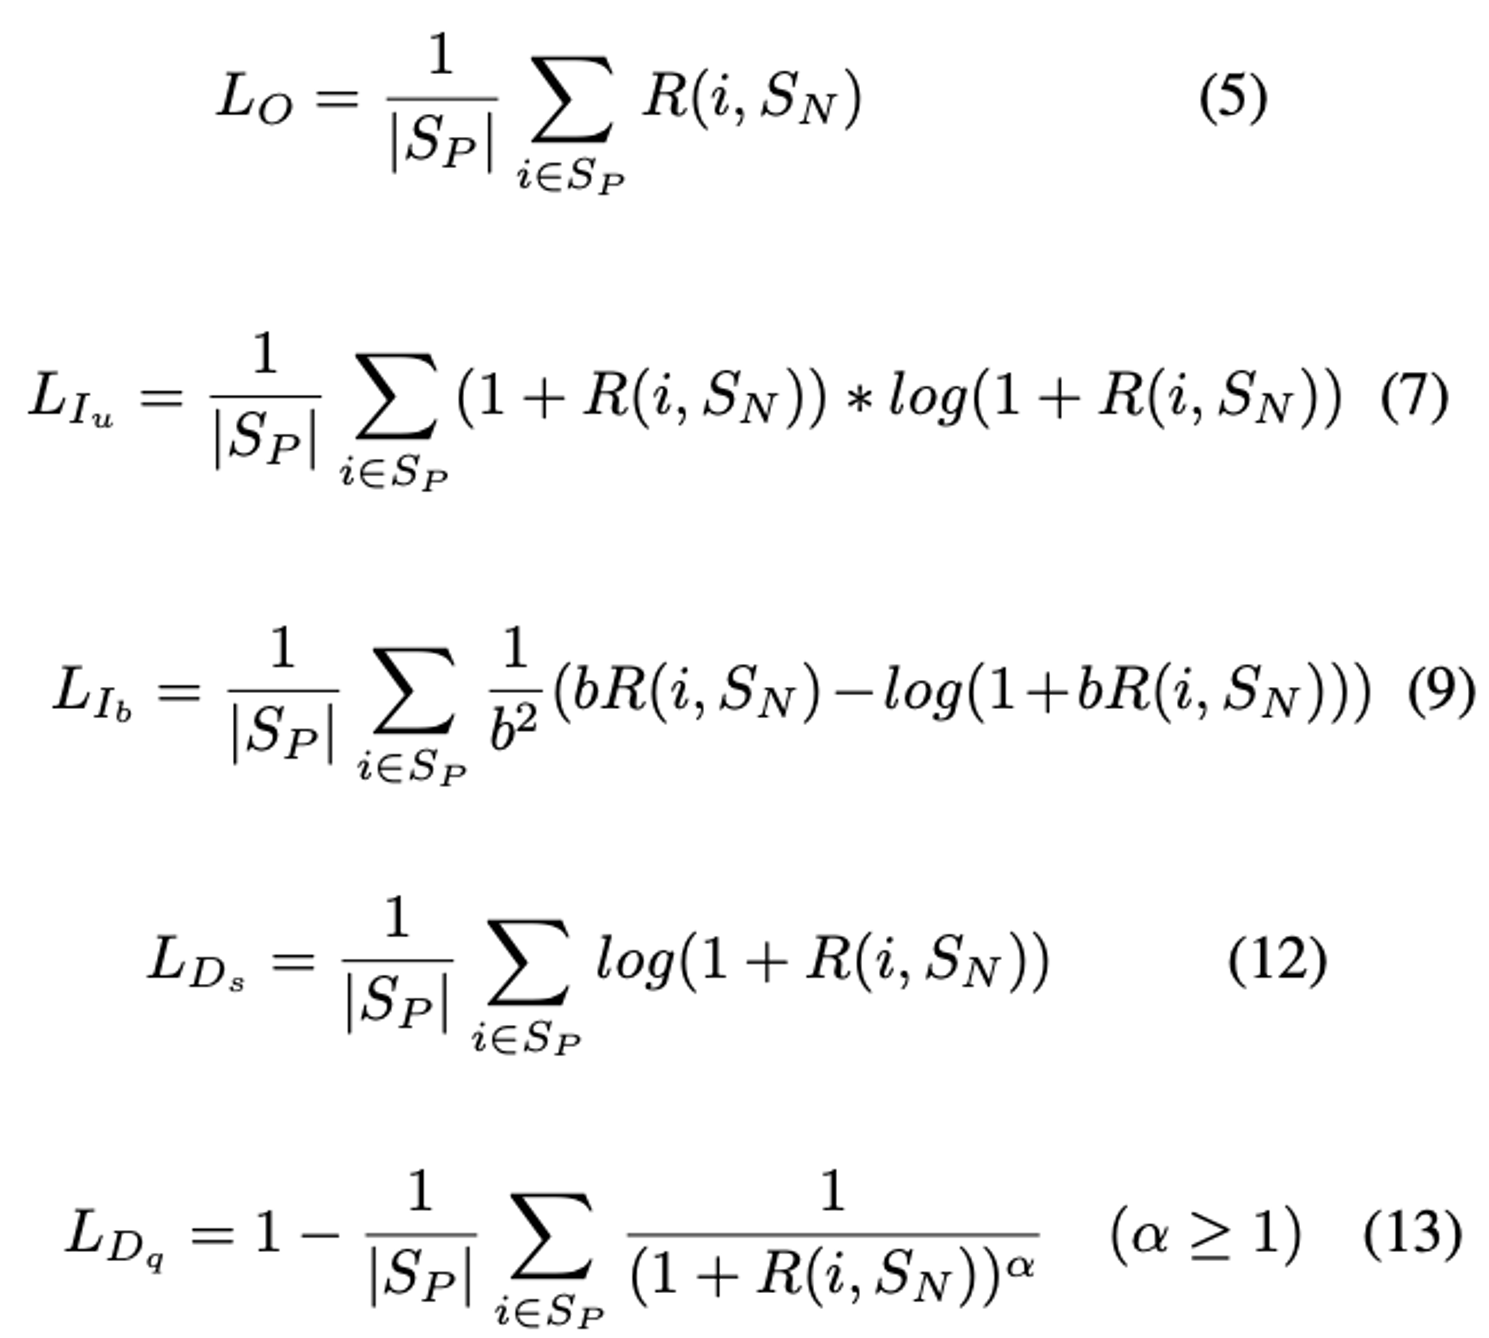 L_O = \frac{1}{|S_P|} \sum_{i \in S_P} R(i, S_N) (5)
L_{I_u} = \frac{1}{|S_P|} \sum_{i \in S_P} (1 + R(i, S_N)) * log(1 + R(i, S_N)) (7)
L_{I_b} = \frac{1}{|S_P|} \sum_{i \in S_P} \frac{1}{b^2} (bR(i, S_N) - log(1 + bR(i, S_N))) (9)
L_{D_s} = \frac{1}{|S_P|} \sum_{i \in S_P} log(1 + R(i, S_N)) (12)
L_{D_q} = 1 - \frac{1}{|S_P|} \sum_{i \in S_P} \frac{1}{(1 + R(i, S_N))^α} (α ≥ 1) (13)